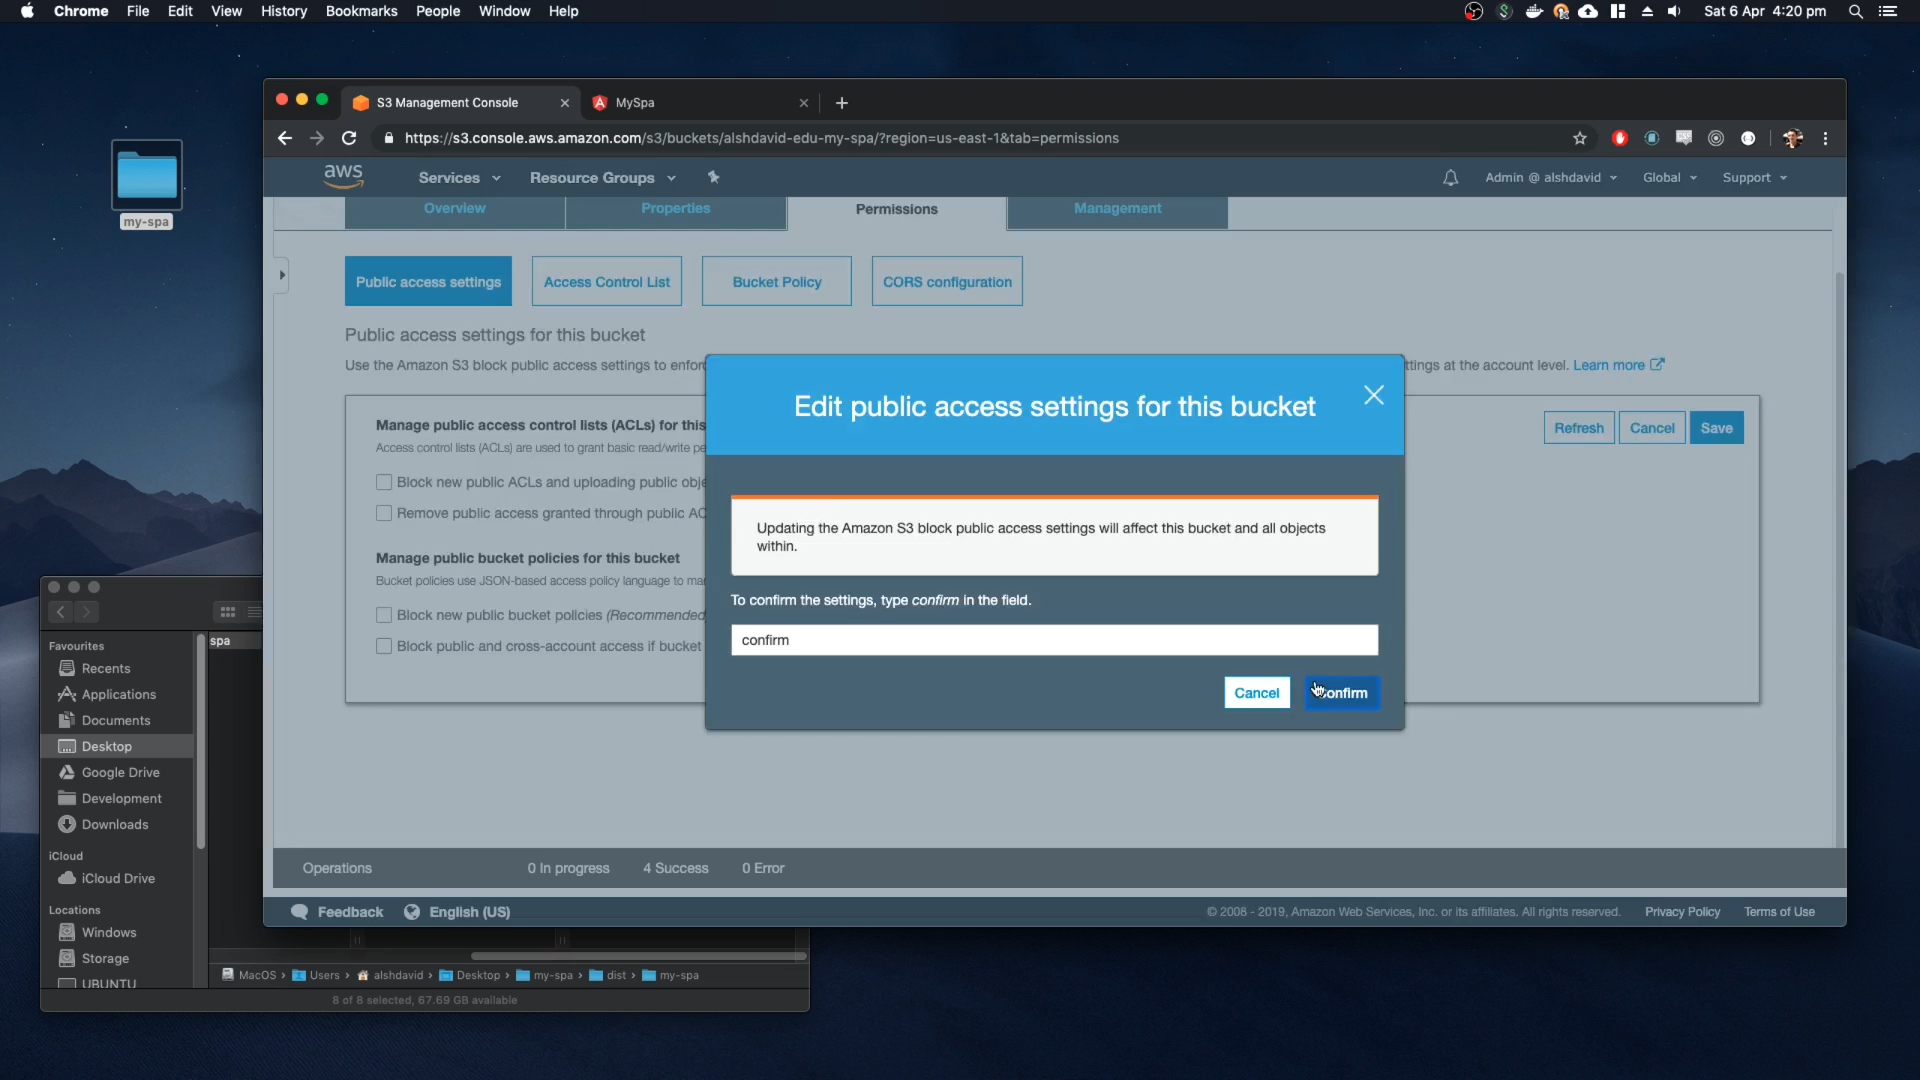 Chrome File Edit View History Bookmarks People Window Help
Sat 6 Apr 4:20 pm
my-spa
S3 Management Console
MySpa
https://s3.console.aws.amazon.com/s3/buckets/alshdavid-edu-my-spa/?region=us-east-1&tab=permissions
aws
Services
Resource Groups
Admin @ alshdavid
Global
Support
Overview
Properties
Permissions
Management
Public access settings
Access Control List
Bucket Policy
CORS configuration
Public access settings for this bucket
Use the Amazon S3 block public access settings to enfor
ttings at the account level. Learn more
Edit public access settings for this bucket
Manage public access control lists (ACLs) for this
Refresh
Cancel
Save
Access control lists (ACLs) are used to grant basic read/write pe
Block new public ACLs and uploading public obje
Remove public access granted through public AC
Updating the Amazon S3 block public access settings will affect this bucket and all objects
within.
Manage public bucket policies for this bucket
Bucket policies use JSON-based access policy language to ma
To confirm the settings, type confirm in the field.
Block new public bucket policies (Recommended
confirm
Block public and cross-account access if bucket
Cancel
Confirm
spa
Favourites
Recents
Applications
Documents
Desktop
Google Drive
Development
Downloads
iCloud
iCloud Drive
Locations
Windows
Storage
UBUNTU
Operations
0 In progress
4 Success
0 Error
Feedback
English (US)
© 2008 - 2019, Amazon Web Services, Inc. or its affiliates. All rights reserved.
Privacy Policy
Terms of Use
MacOS › Users › alshdavid › Desktop › my-spa › dist › my-spa
8 of 8 selected, 67.69 GB available